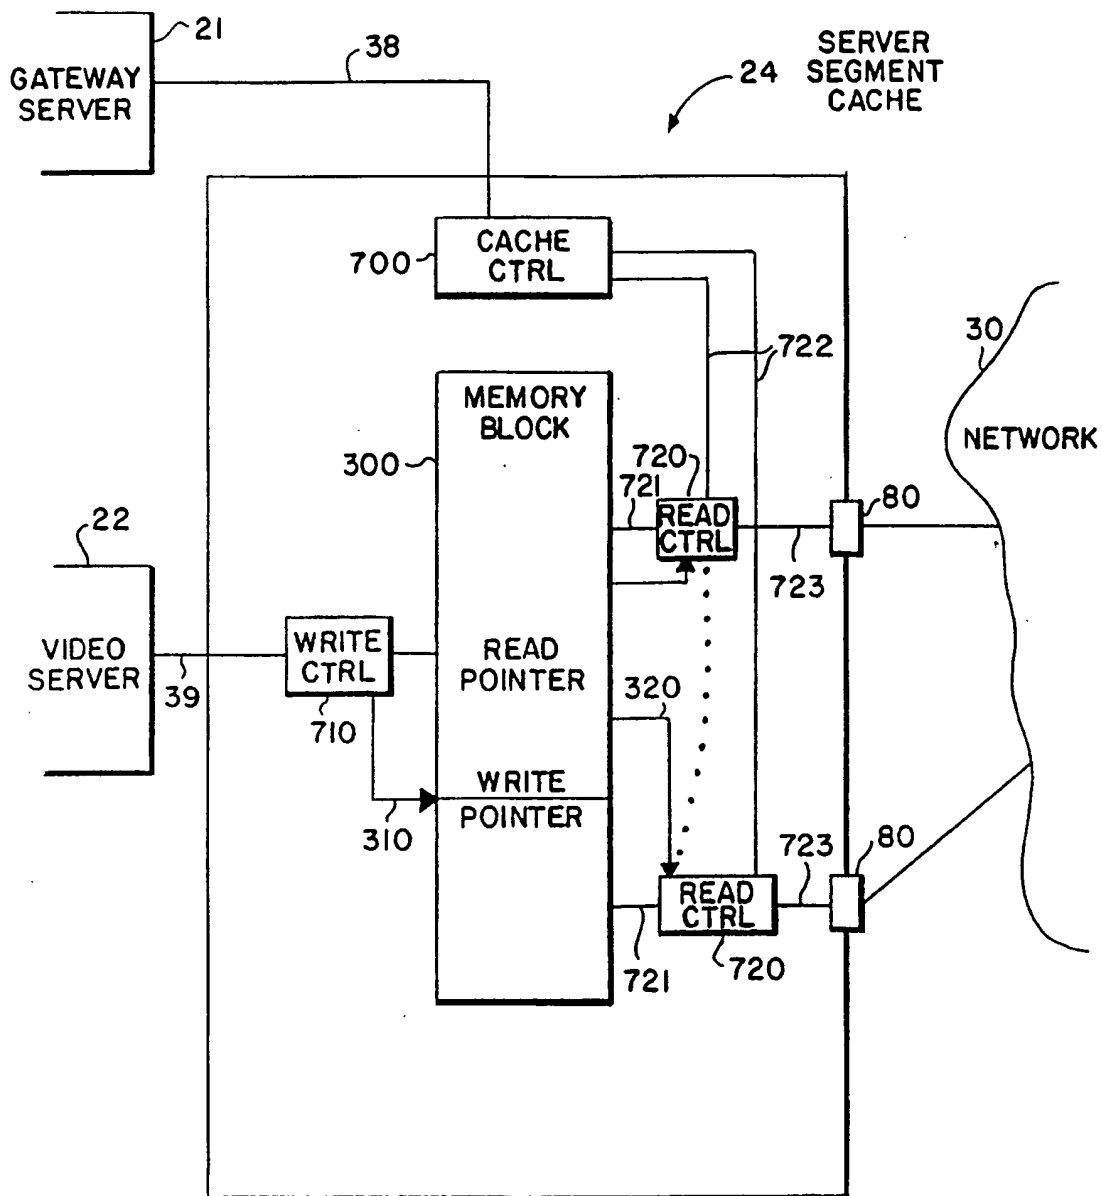 21
GATEWAY
SERVER
38
24
SERVER
SEGMENT
CACHE
700
CACHE
CTRL
722
30
NETWORK
MEMORY
BLOCK
300
720
721
READ
CTRL
80
723
22
VIDEO
SERVER
39
WRITE
CTRL
710
READ
POINTER
320
310
WRITE
POINTER
723
80
READ
CTRL
721
720